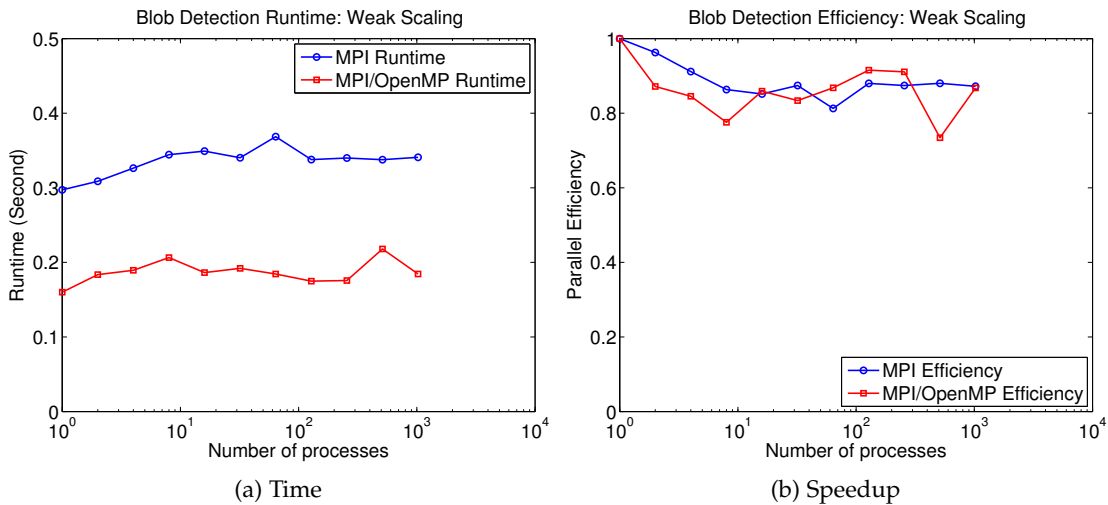 Blob Detection Runtime: Weak Scaling
0.5
0.4
0.3
0.2
0.1
0
Runtime (Second)
MPI Runtime
MPI/OpenMP Runtime
10^0
10^1
10^2
10^3
10^4
Number of processes
(a) Time
Blob Detection Efficiency: Weak Scaling
1
0.8
0.6
0.4
0.2
0
Parallel Efficiency
MPI Efficiency
MPI/OpenMP Efficiency
10^0
10^1
10^2
10^3
10^4
Number of processes
(b) Speedup